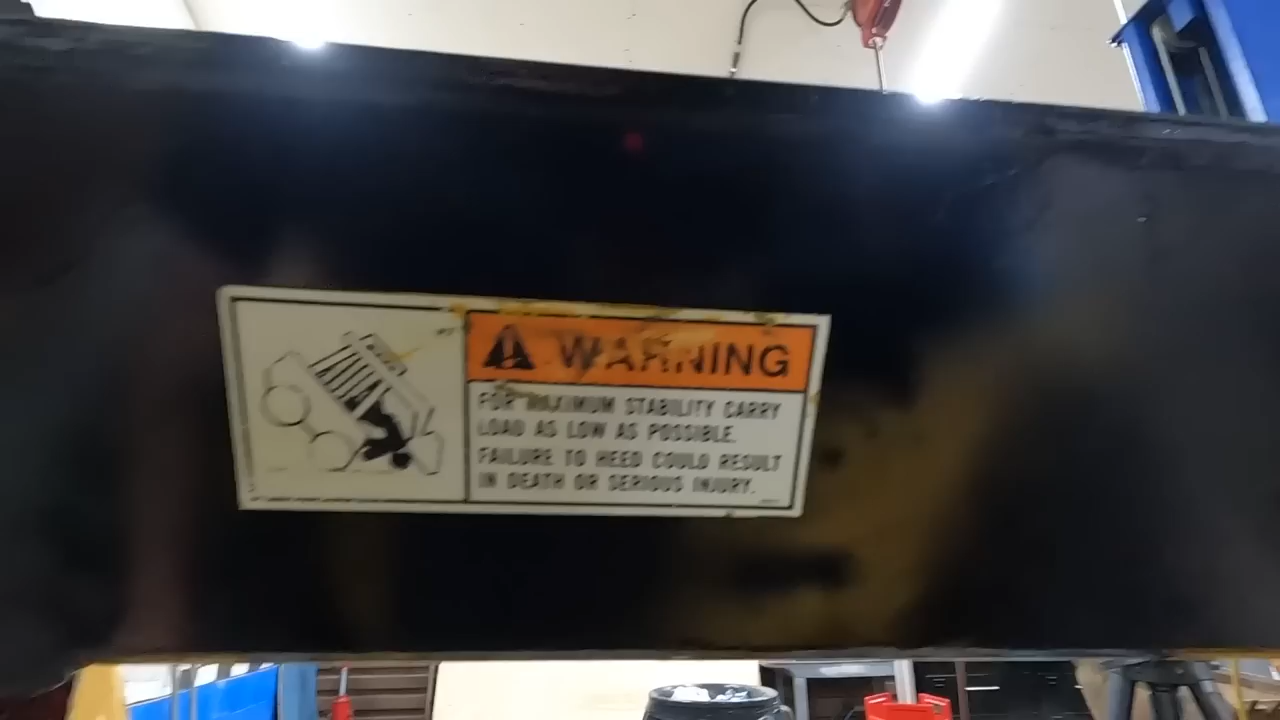 WARNING
FOR MAXIMUM STABILITY CARRY
LOAD AS LOW AS POSSIBLE.
FAILURE TO HEED COULD RESULT
IN DEATH OR SERIOUS INJURY.